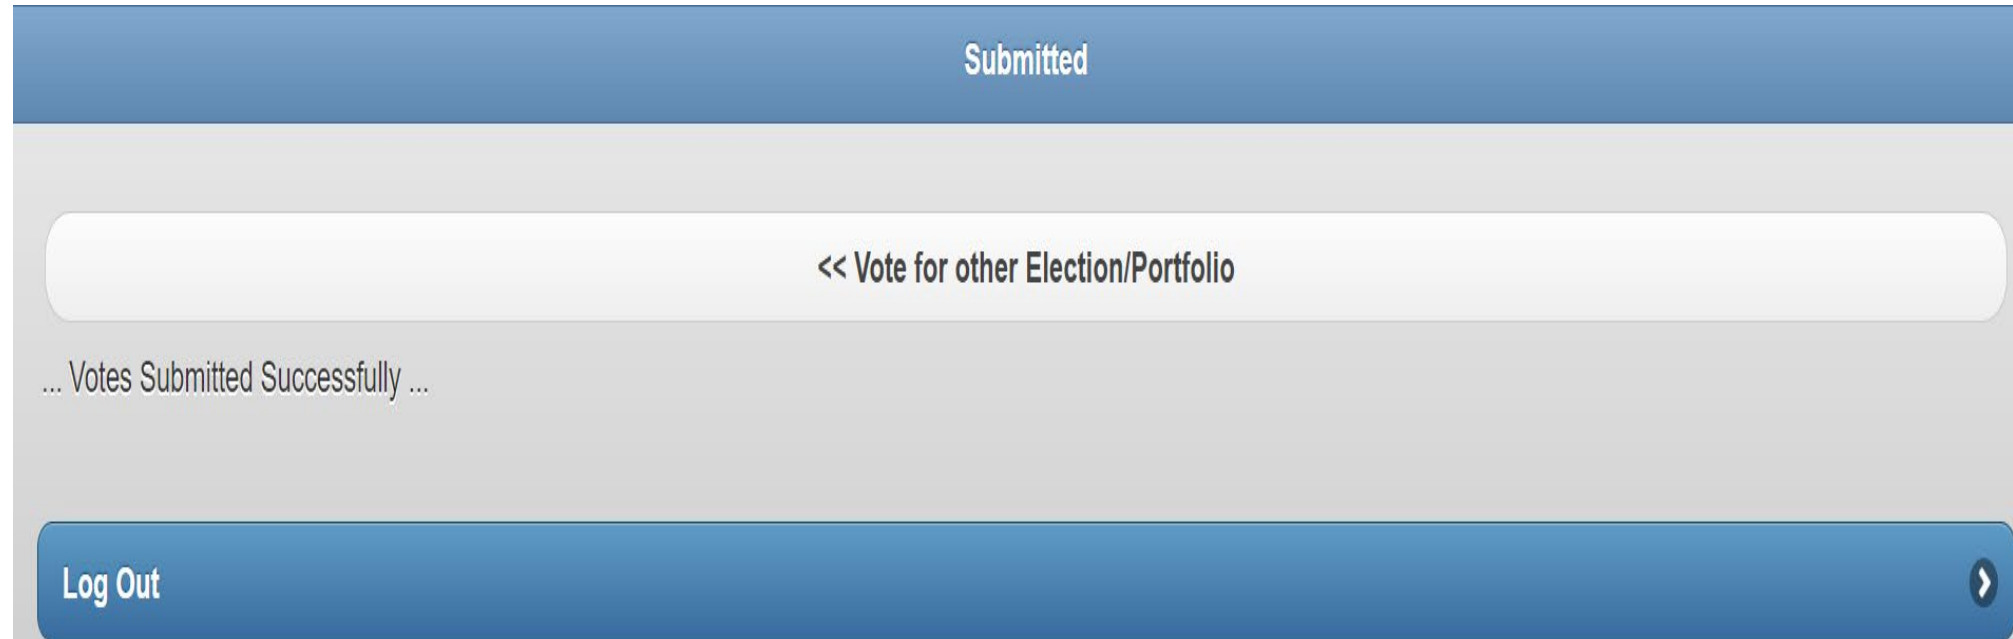 Submitted
<< Vote for other Election/Portfolio
... Votes Submitted Successfully ...
Log Out